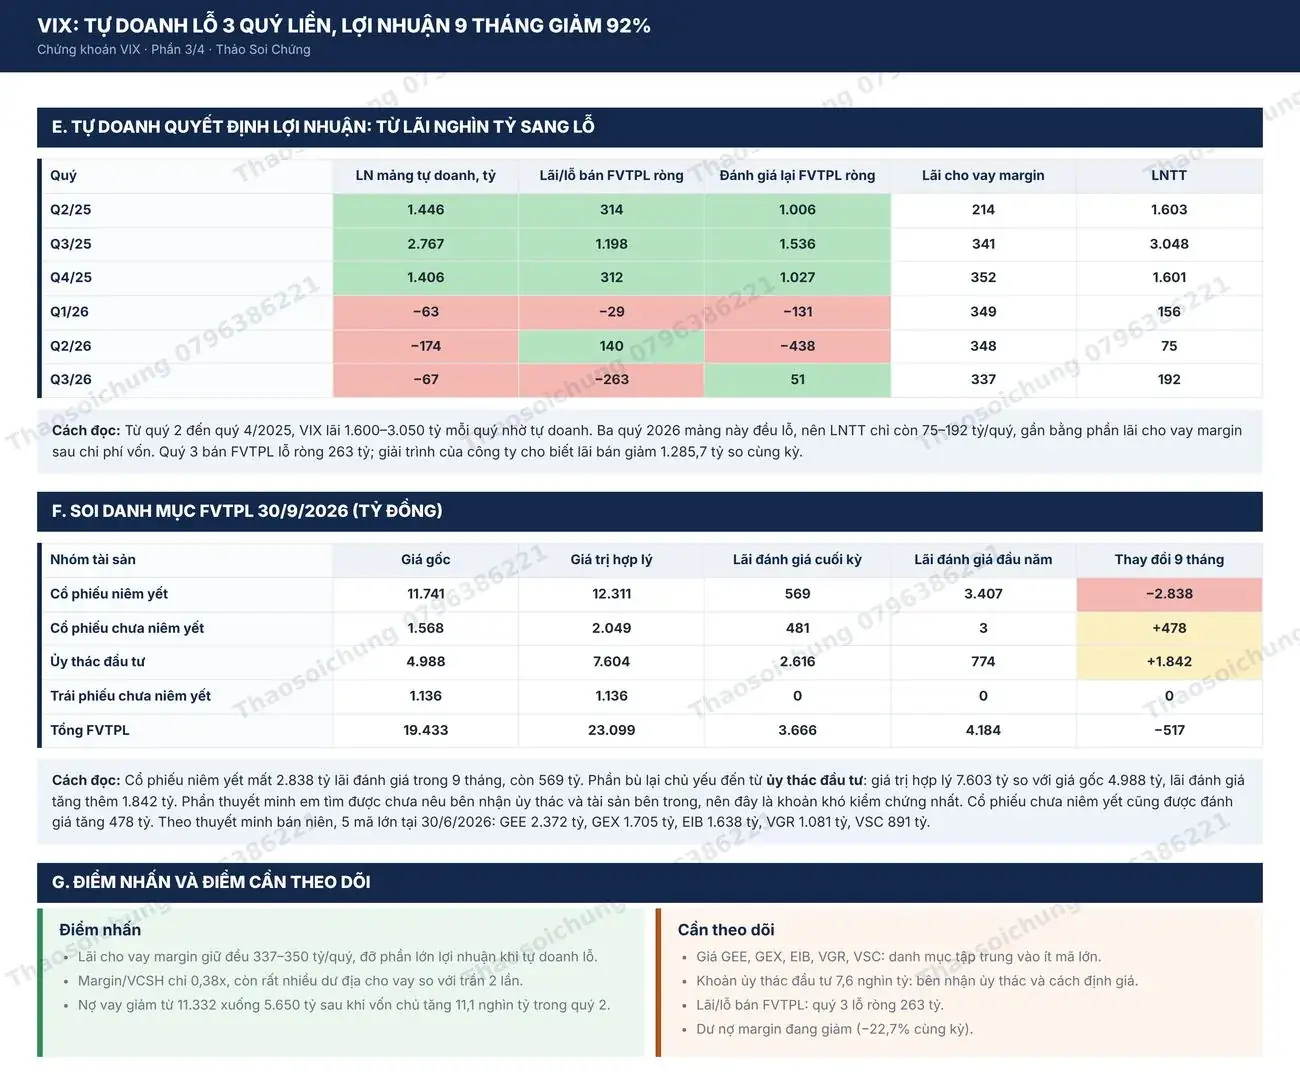 VIX: TỰ DOANH LỖ 3 QUÝ LIỀN, LỢI NHUẬN 9 THÁNG GIẢM 92%
Chứng khoán VIX · Phần 3/4 · Thảo Soi Chứng
E. TỰ DOANH QUYẾT ĐỊNH LỢI NHUẬN: TỪ LÃI NGHÌN TỶ SANG LỖ
Quý LN mảng tự doanh, tỷ Lãi/lỗ bán FVTPL ròng Đánh giá lại FVTPL ròng Lãi cho vay margin LNTT
Q2/25 1.446 314 1.006 214 1.603
Q3/25 2.767 1.198 1.536 341 3.048
Q4/25 1.406 312 1.027 352 1.601
Q1/26 −63 −29 −131 349 156
Q2/26 −174 140 −438 348 75
Q3/26 −67 −263 51 337 192
Cách đọc: Từ quý 2 đến quý 4/2025, VIX lãi 1.600–3.050 tỷ mỗi quý nhờ tự doanh. Ba quý 2026 mảng này đều lỗ, nên LNTT chỉ còn 75–192 tỷ/quý, gần bằng phần lãi cho vay margin
sau chi phí vốn. Quý 3 bán FVTPL lỗ ròng 263 tỷ; giải trình của công ty cho biết lãi bán giảm 1.285,7 tỷ so cùng kỳ.
F. SOI DANH MỤC FVTPL 30/9/2026 (TỶ ĐỒNG)
Nhóm tài sản Giá gốc Giá trị hợp lý Lãi đánh giá cuối kỳ Lãi đánh giá đầu năm Thay đổi 9 tháng
Cổ phiếu niêm yết 11.741 12.311 569 3.407 −2.838
Cổ phiếu chưa niêm yết 1.568 2.049 481 3 +478
Ủy thác đầu tư 4.988 7.604 2.616 774 +1.842
Trái phiếu chưa niêm yết 1.136 1.136 0 0 0
Tổng FVTPL 19.433 23.099 3.666 4.184 −517
Cách đọc: Cổ phiếu niêm yết mất 2.838 tỷ lãi đánh giá trong 9 tháng, còn 569 tỷ. Phần bù lại chủ yếu đến từ ủy thác đầu tư: giá trị hợp lý 7.603 tỷ so với giá gốc 4.988 tỷ, lãi đánh giá
tăng thêm 1.842 tỷ. Phần thuyết minh em tìm được chưa nêu bên nhận ủy thác và tài sản bên trong, nên đây là khoản khó kiểm chứng nhất. Cổ phiếu chưa niêm yết cũng được đánh
giá tăng 478 tỷ. Theo thuyết minh bán niên, 5 mã lớn tại 30/6/2026: GEE 2.372 tỷ, GEX 1.705 tỷ, EIB 1.638 tỷ, VGR 1.081 tỷ, VSC 891 tỷ.
G. ĐIỂM NHẤN VÀ ĐIỂM CẦN THEO DÕI
Điểm nhấn
• Lãi cho vay margin giữ đều 337–350 tỷ/quý, đỡ phần lớn lợi nhuận khi tự doanh lỗ.
• Margin/VCSH chỉ 0,38x, còn rất nhiều dư địa cho vay so với trần 2 lần.
• Nợ vay giảm từ 11.332 xuống 5.650 tỷ sau khi vốn chủ tăng 11,1 nghìn tỷ trong quý 2.
Cần theo dõi
• Giá GEE, GEX, EIB, VGR, VSC: danh mục tập trung vào ít mã lớn.
• Khoản ủy thác đầu tư 7,6 nghìn tỷ: bên nhận ủy thác và cách định giá.
• Lãi/lỗ bán FVTPL: quý 3 lỗ ròng 263 tỷ.
• Dư nợ margin đang giảm (−22,7% cùng kỳ).
Thaosoichung 0796386221